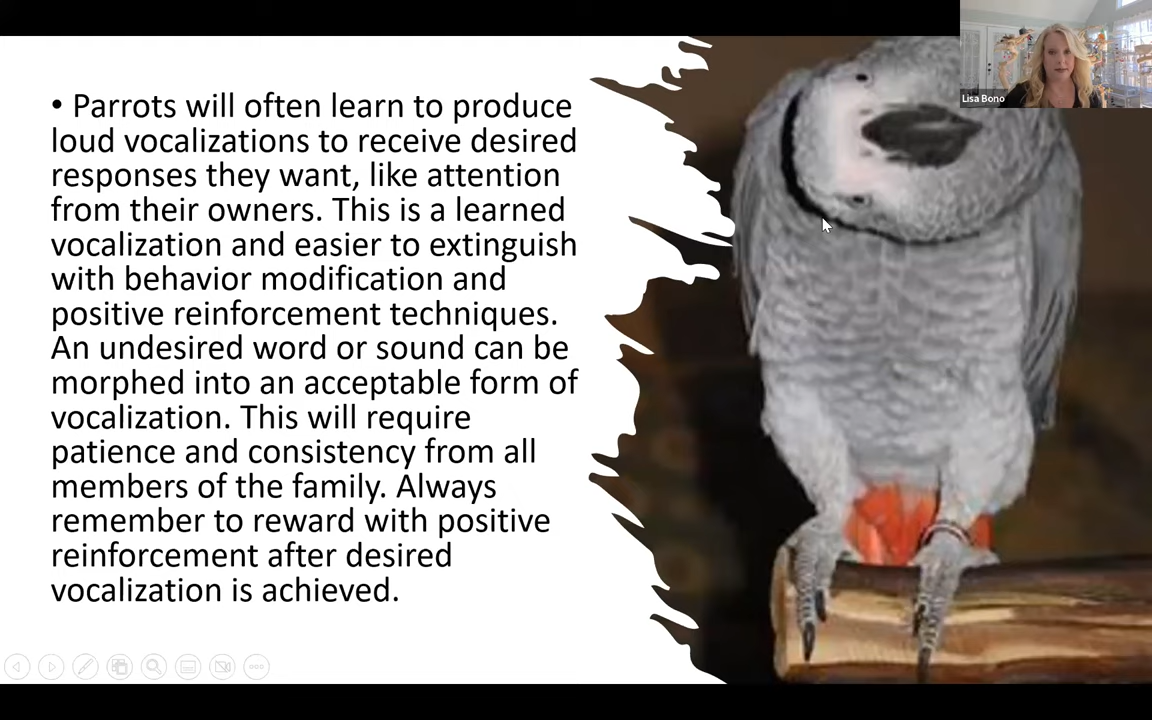 Lisa Bono
• Parrots will often learn to produce
loud vocalizations to receive desired
responses they want, like attention
from their owners. This is a learned
vocalization and easier to extinguish
with behavior modification and
positive reinforcement techniques.
An undesired word or sound can be
morphed into an acceptable form of
vocalization. This will require
patience and consistency from all
members of the family. Always
remember to reward with positive
reinforcement after desired
vocalization is achieved.